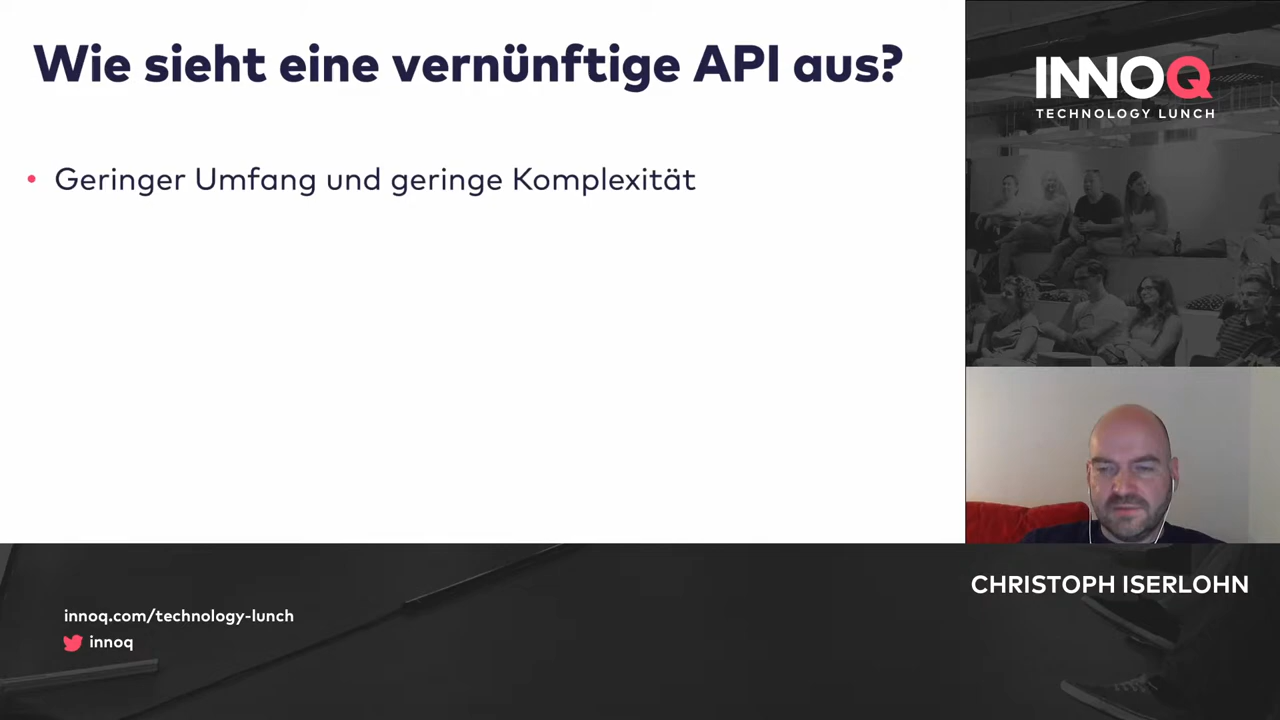 Wie sieht eine vernünftige API aus?
• Geringer Umfang und geringe Komplexität
INNOQ
TECHNOLOGY LUNCH
CHRISTOPH ISERLOHN
innoq.com/technology-lunch
innoq